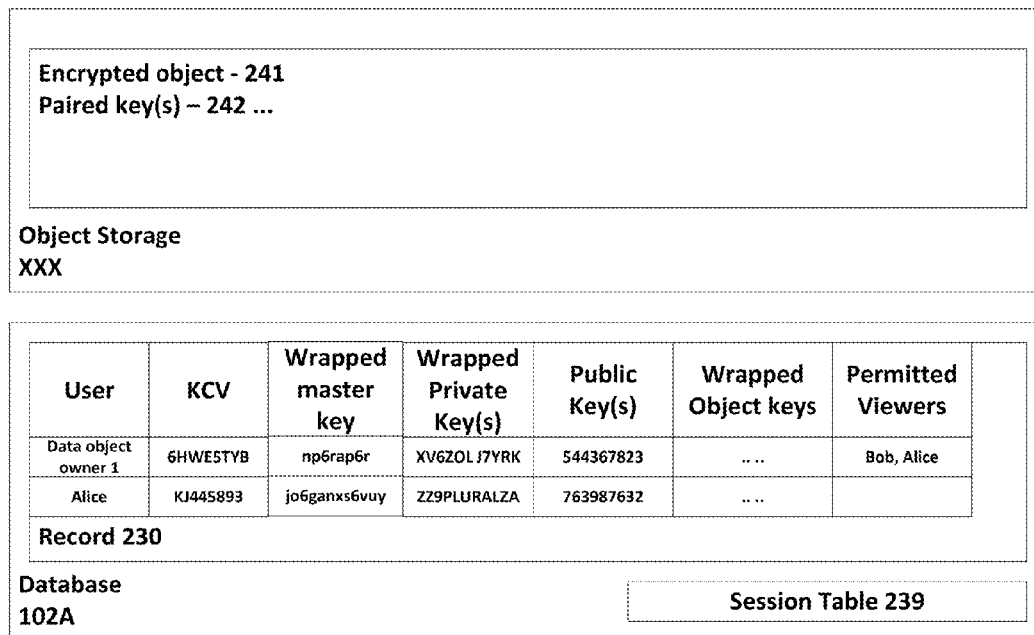 Encrypted object - 241
Paired key(s) – 242 ...
Object Storage
XXX
User KCV Wrapped master key Wrapped Private Key(s) Public Key(s) Wrapped Object keys Permitted Viewers
Data object owner 1 6HWE5TYB np6rap6r XV6ZOLJ7YRK 544367823 .. .. Bob, Alice
Alice KJ445893 jo6ganxs6vuy ZZ9PLURALZA 763987632 .. ..
Record 230
Database
102A
Session Table 239